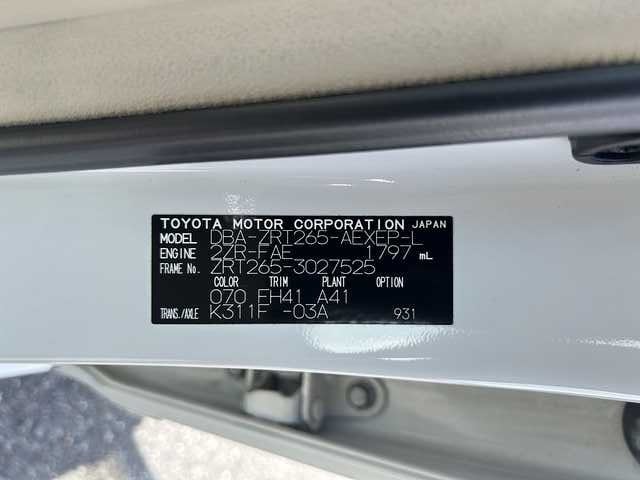 TOYOTA MOTOR CORPORATION JAPAN
MODEL DBA-ZRT265-AEXEP-L
ENGINE 2ZR-FAE 1797 mL
FRAME No. ZRT265-3027525
COLOR TRIM PLANT OPTION
070 FH41 A41
TRANS./AXLE K311F -03A 931